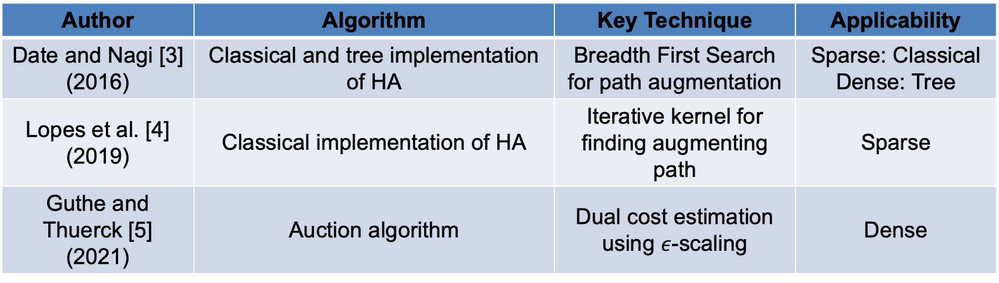 Author Algorithm Key Technique Applicability
Date and Nagi [3]
(2016)
Classical and tree implementation
of HA
Breadth First Search
for path augmentation
Sparse: Classical
Dense: Tree
Lopes et al. [4]
(2019)
Classical implementation of HA
Iterative kernel for
finding augmenting
path
Sparse
Guthe and
Thuerck [5]
(2021)
Auction algorithm
Dual cost estimation
using ϵ-scaling
Dense